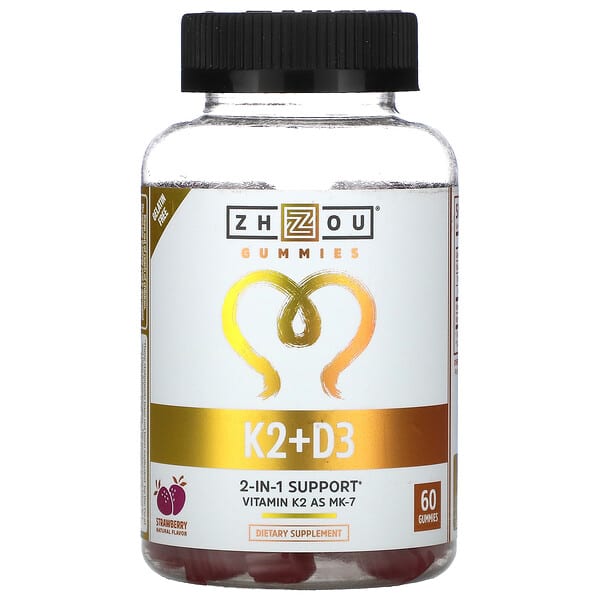 GELATIN
FREE
ZHZOU®
GUMMIES
K2+D3
2-IN-1 SUPPORT*
VITAMIN K2 AS MK-7
STRAWBERRY
NATURAL FLAVOR
DIETARY SUPPLEMENT
60
GUMMIES